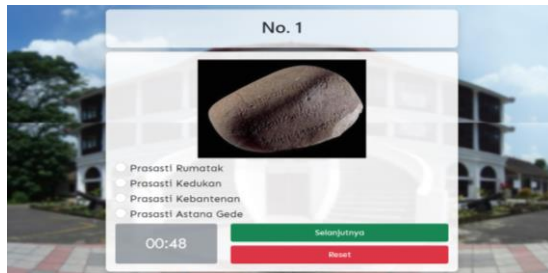 No. 1
Prasasti Rumatak
Prasasti Kedukan
Prasasti Kebantenan
Prasasti Astana Gede
00:48
Selanjutnya
Reset